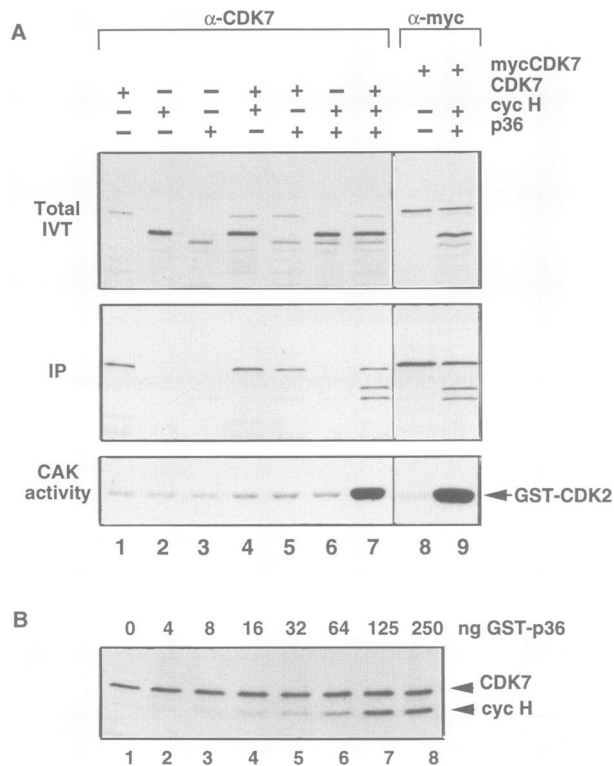 A
α-CDK7 α-myc
+ + mycCDK7
+ – – + + – + CDK7
– + – + – + + – + cyc H
– – + – + + + – + p36
Total
IVT
IP
CAK
activity
GST-CDK2
1 2 3 4 5 6 7 8 9
B
0 4 8 16 32 64 125 250 ng GST-p36
CDK7
cyc H
1 2 3 4 5 6 7 8